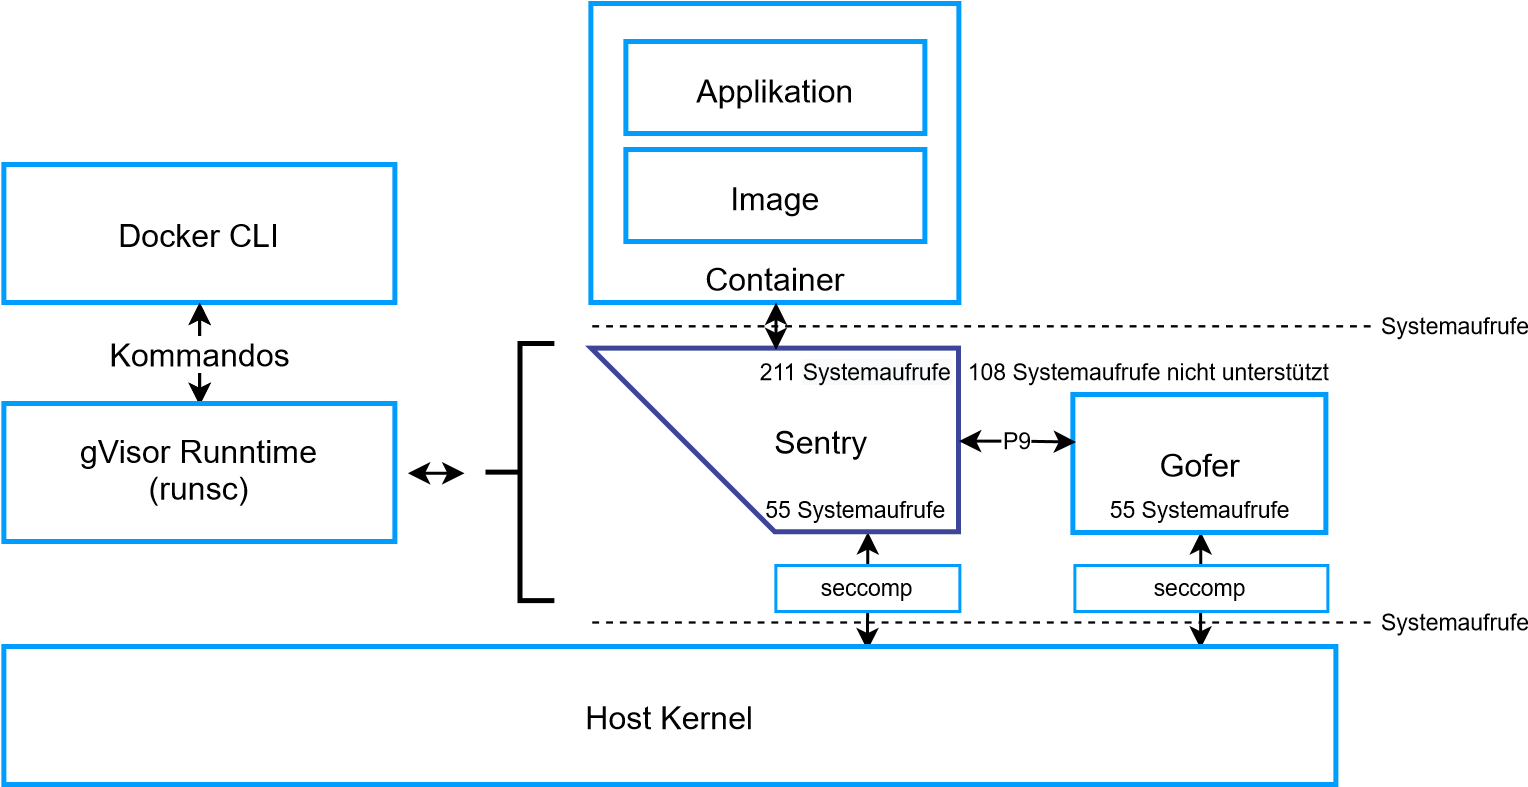 Applikation
Image
Container
Docker CLI
Kommandos
gVisor Runntime
(runsc)
Systemaufrufe
211 Systemaufrufe
108 Systemaufrufe nicht unterstützt
Sentry
P9
Gofer
55 Systemaufrufe
55 Systemaufrufe
seccomp
seccomp
Systemaufrufe
Host Kernel